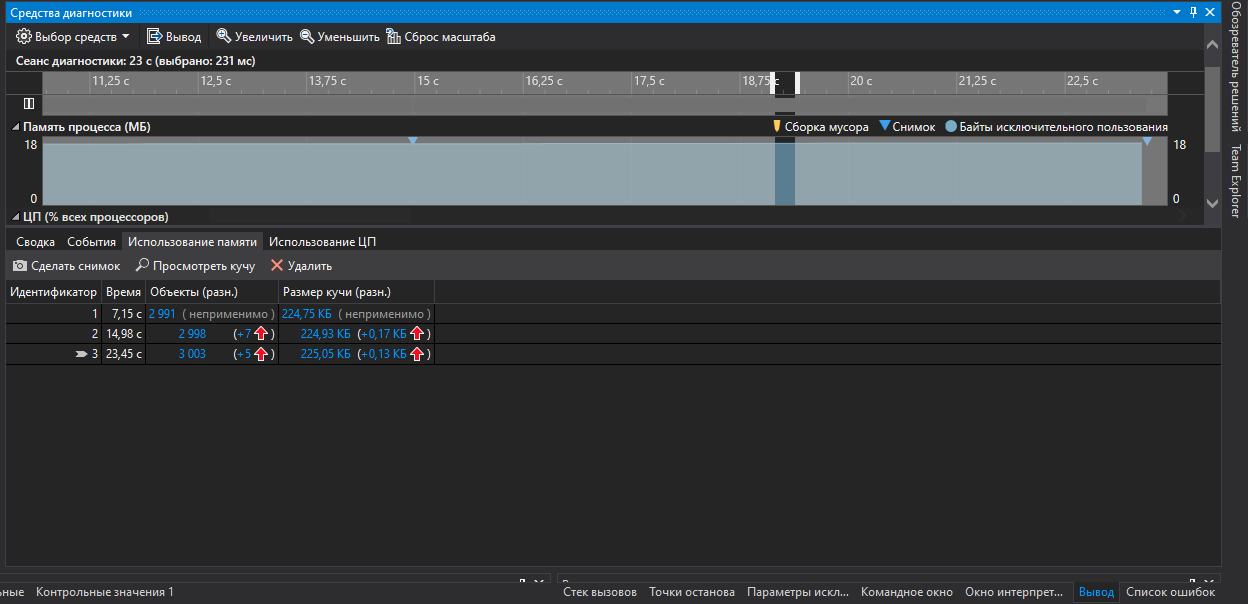 Средства диагностики
Выбор средств Вывод Увеличить Уменьшить Сброс масштаба
Сеанс диагностики: 23 с (выбрано: 231 мс)
11,25 с 12,5 с 13,75 с 15 с 16,25 с 17,5 с 18,75с 20 с 21,25 с 22,5 с
Память процесса (МБ) Сборка мусора Снимок Байты исключительного пользования
18 18
0 0
ЦП (% всех процессоров)
Сводка События Использование памяти Использование ЦП
Сделать снимок Просмотреть кучу Удалить
Идентификатор Время Объекты (разн.) Размер кучи (разн.)
1 7,15 с 2 991 (неприменимо) 224,75 КБ (неприменимо)
2 14,98 с 2 998 (+7) 224,93 КБ (+0,17 КБ)
3 23,45 с 3 003 (+5) 225,05 КБ (+0,13 КБ)
ьные Контрольные значения 1
Стек вызовов Точки останова Параметры искл... Командное окно Окно интерпрет... Вывод Список ошибок
Обозреватель решений
Team Explorer